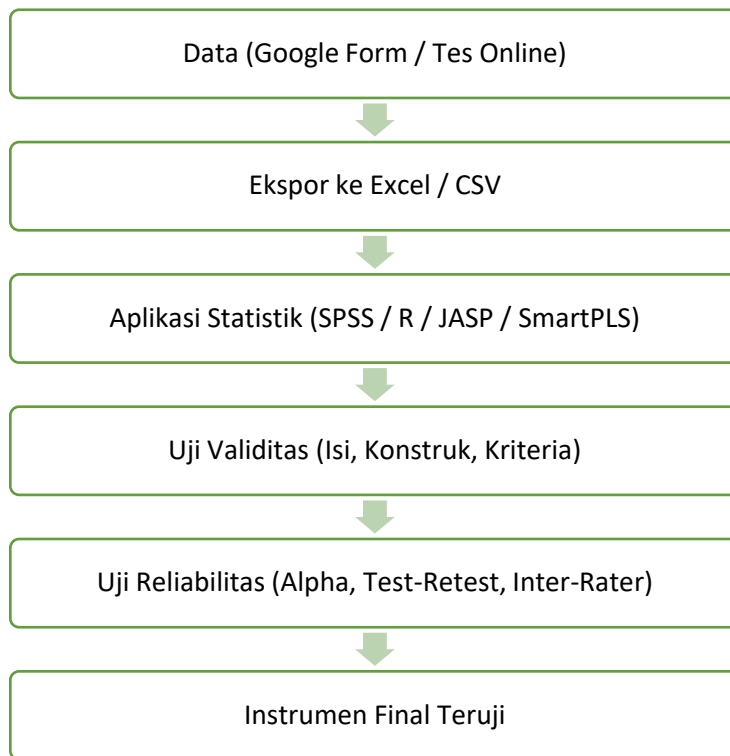 Data (Google Form / Tes Online)
Ekspor ke Excel / CSV
Aplikasi Statistik (SPSS / R / JASP / SmartPLS)
Uji Validitas (Isi, Konstruk, Kriteria)
Uji Reliabilitas (Alpha, Test-Retest, Inter-Rater)
Instrumen Final Teruji